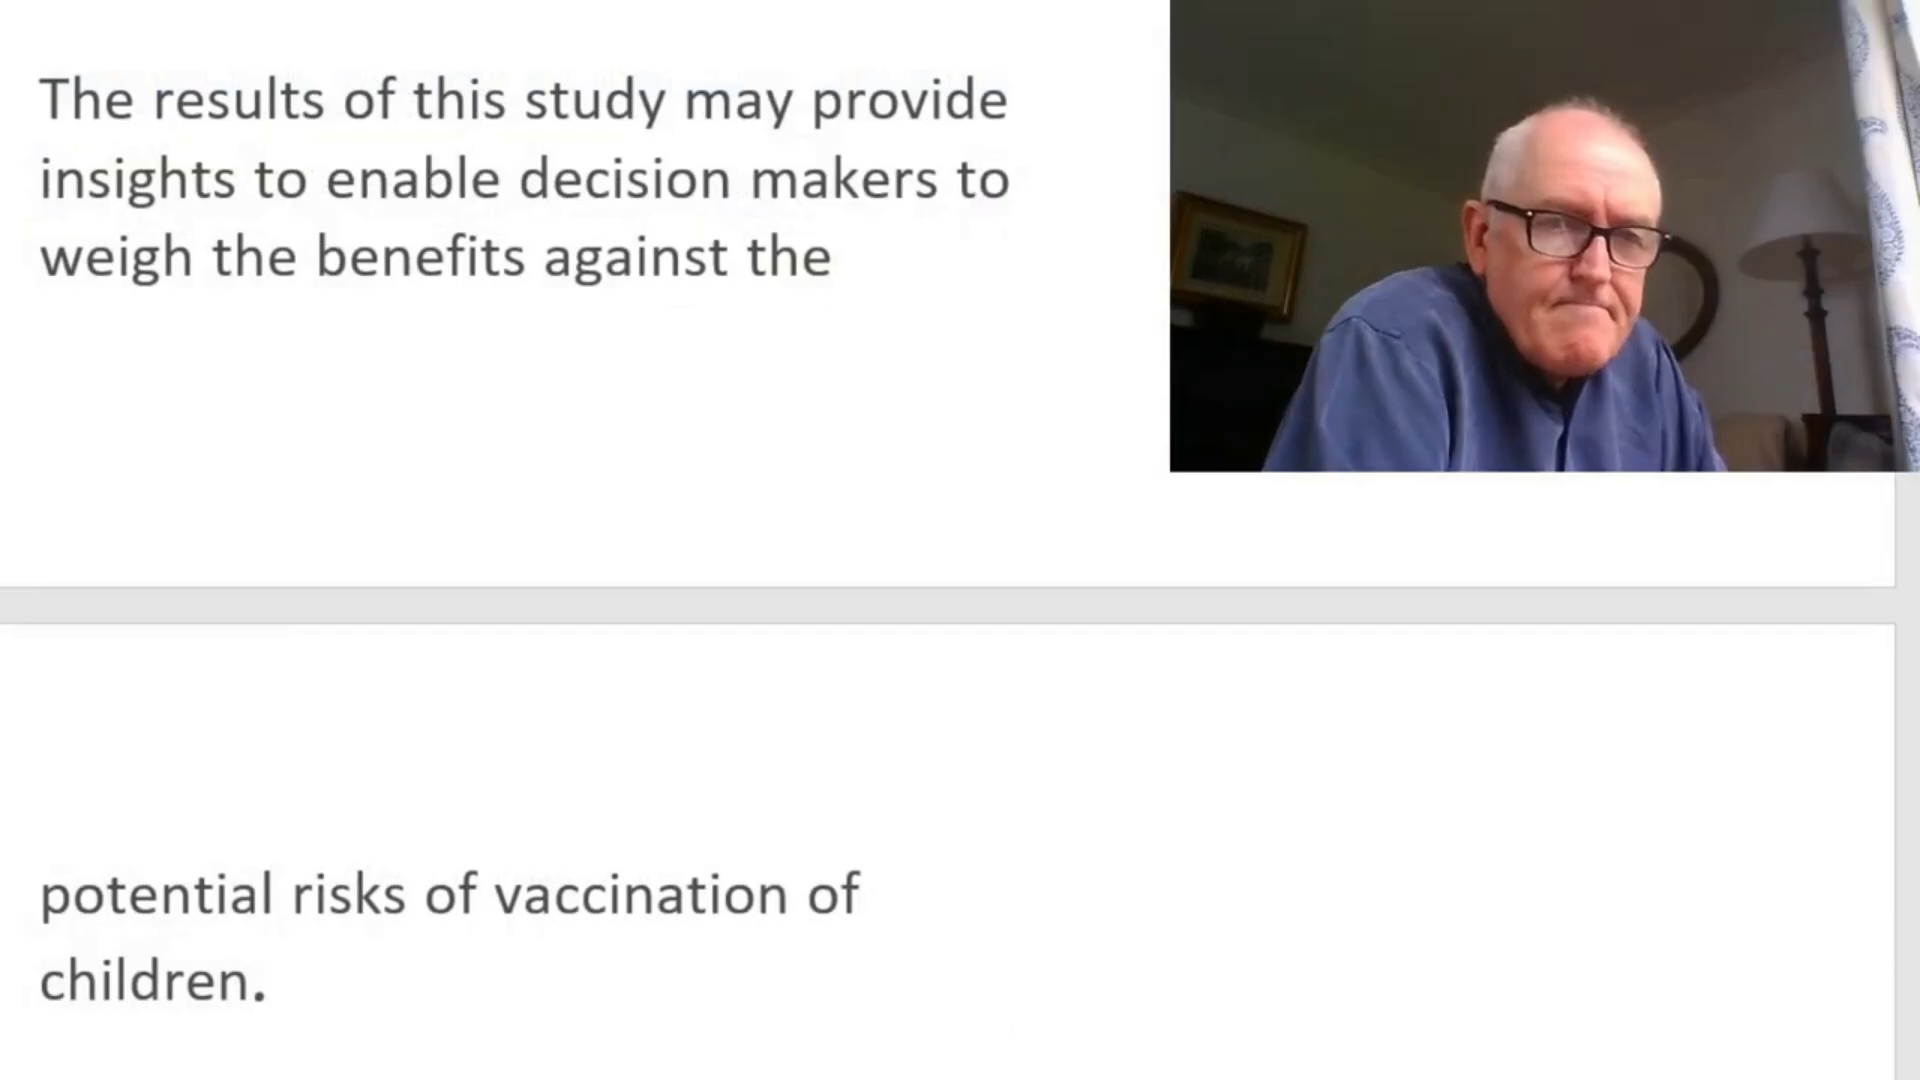 The results of this study may provide
insights to enable decision makers to
weigh the benefits against the
potential risks of vaccination of
children.